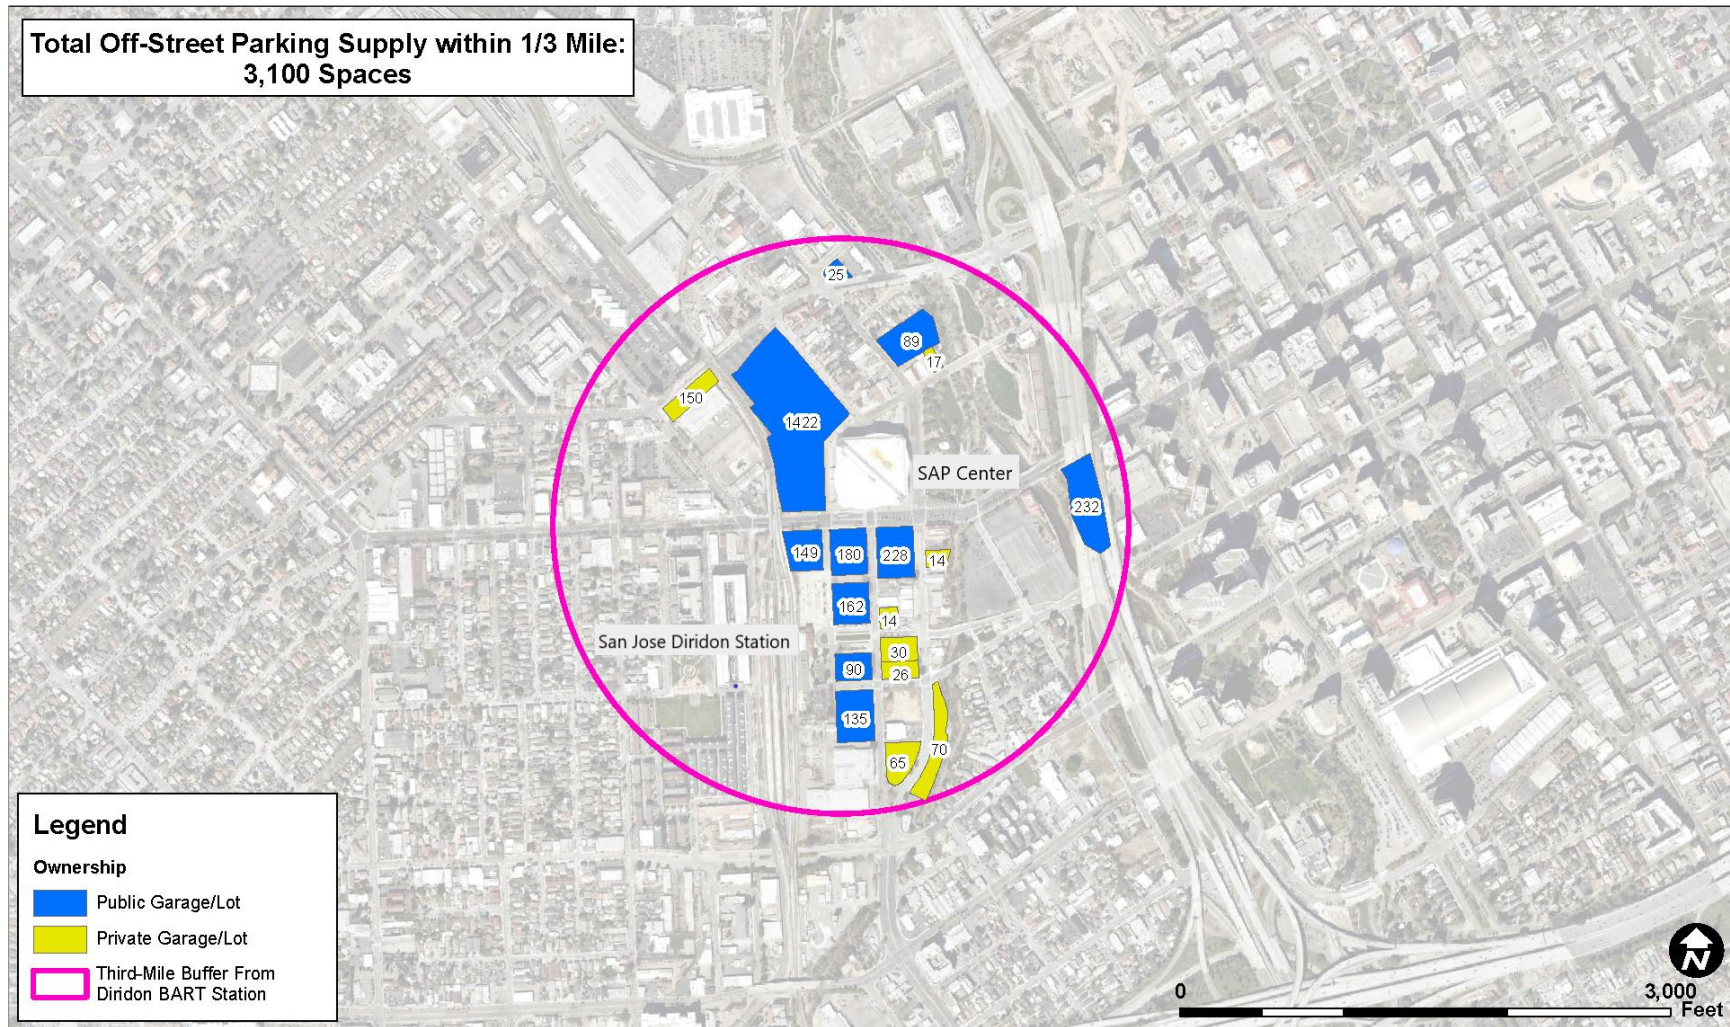 Total Off-Street Parking Supply within 1/3 Mile:
3,100 Spaces
25
89
17
150
1422
SAP Center
232
149
180
228
14
162
14
San Jose Diridon Station
30
90
26
135
70
65
Legend
Ownership
Public Garage/Lot
Private Garage/Lot
Third-Mile Buffer From
Diridon BART Station
N
0
3,000
Feet